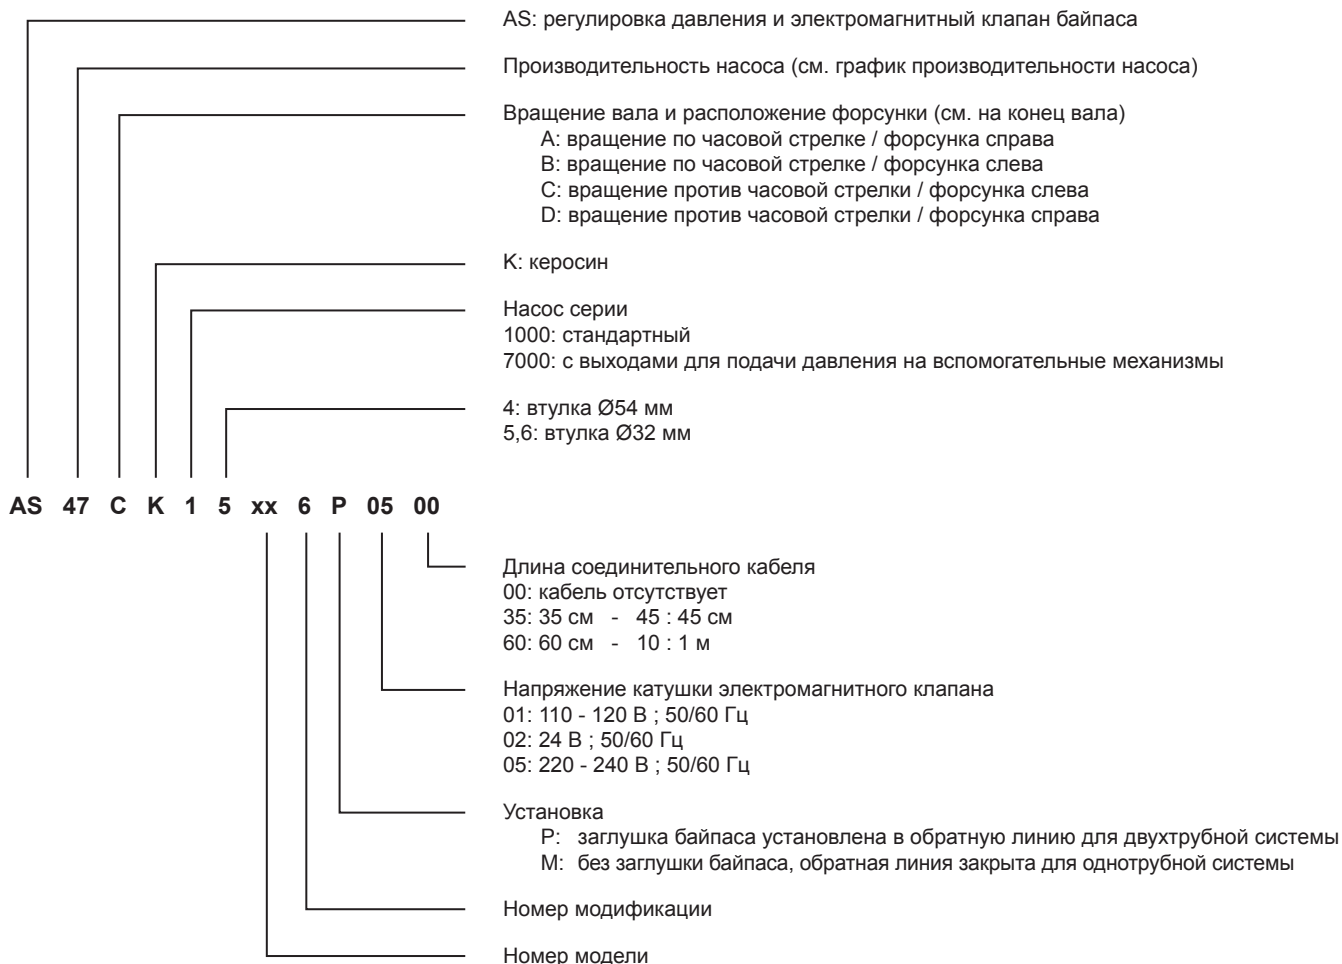 AS: регулировка давления и электромагнитный клапан байпаса
Производительность насоса (см. график производительности насоса)
Вращение вала и расположение форсунки (см. на конец вала)
A: вращение по часовой стрелке / форсунка справа
B: вращение по часовой стрелке / форсунка слева
C: вращение против часовой стрелки / форсунка слева
D: вращение против часовой стрелки / форсунка справа
K: керосин
Насос серии
1000: стандартный
7000: с выходами для подачи давления на вспомогательные механизмы
4: втулка Ø54 мм
5,6: втулка Ø32 мм
AS 47 C K 1 5 xx 6 P 05 00
Длина соединительного кабеля
00: кабель отсутствует
35: 35 см - 45 : 45 см
60: 60 см - 10 : 1 м
Напряжение катушки электромагнитного клапана
01: 110 - 120 В ; 50/60 Гц
02: 24 В ; 50/60 Гц
05: 220 - 240 В ; 50/60 Гц
Установка
P: заглушка байпаса установлена в обратную линию для двухтрубной системы
M: без заглушки байпаса, обратная линия закрыта для однотрубной системы
Номер модификации
Номер модели